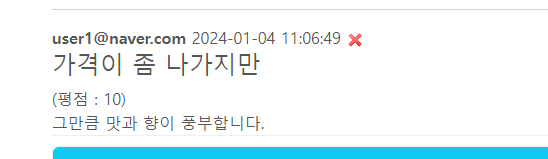 user1@naver.com 2024-01-04 11:06:49
가격이 좀 나가지만
(평점 : 10)
그만큼 맛과 향이 풍부합니다.